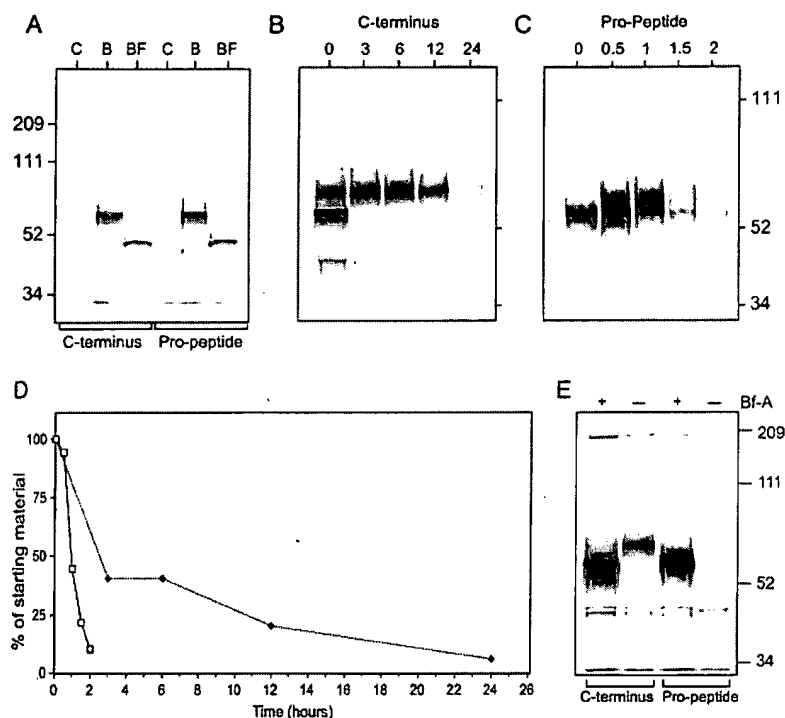 A
C B BF C B BF
209
111
52
34
C-terminus Pro-peptide
B
C-terminus
0 3 6 12 24
C
Pro-Peptide
0 0.5 1 1.5 2
111
52
34
D
% of starting material
100
75
50
25
0
0 2 4 6 8 10 12 14 16 18 20 22 24 26
Time (hours)
E
+ – + – Bf-A
209
111
52
34
C-terminus Pro-peptide